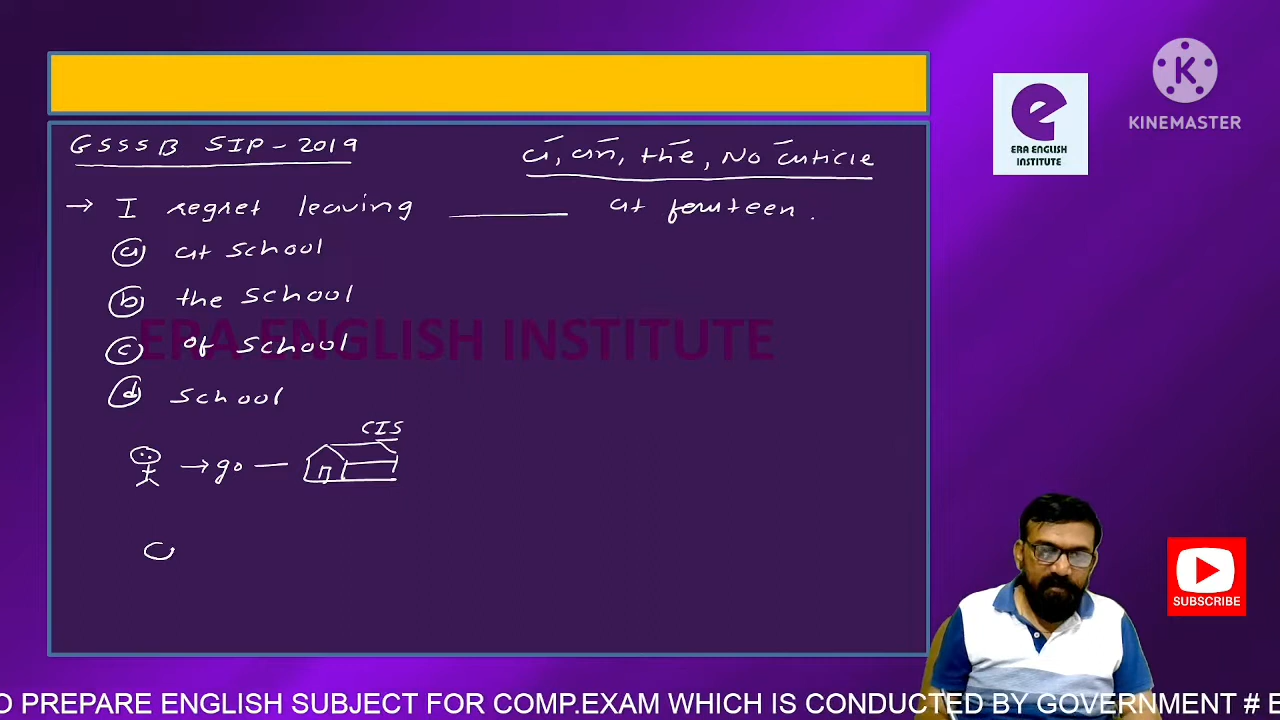 GSSSB SIP - 2019
a, an, the, No article
→ I regret leaving ______ at fourteen.
(a) at school
(b) the school
ERA ENGLISH INSTITUTE
(c) of school
(d) school
CIS
→ go —
e
ERA ENGLISH
INSTITUTE
K
KINEMASTER
SUBSCRIBE
O PREPARE ENGLISH SUBJECT FOR COMP.EXAM WHICH IS CONDUCTED BY GOVERNMENT # E